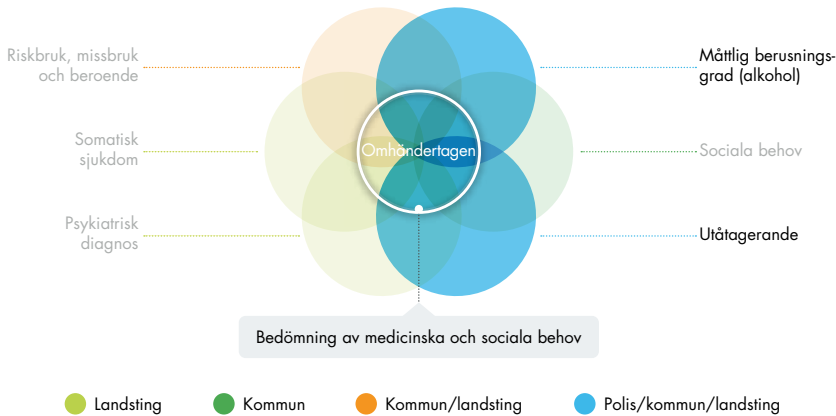 Riskbruk, missbruk
och beroende
Måttlig berusnings-
grad (alkohol)
Somatisk
sjukdom
Omhändertagen
Sociala behov
Psykiatrisk
diagnos
Utåtagerande
Bedömning av medicinska och sociala behov
Landsting
Kommun
Kommun/landsting
Polis/kommun/landsting